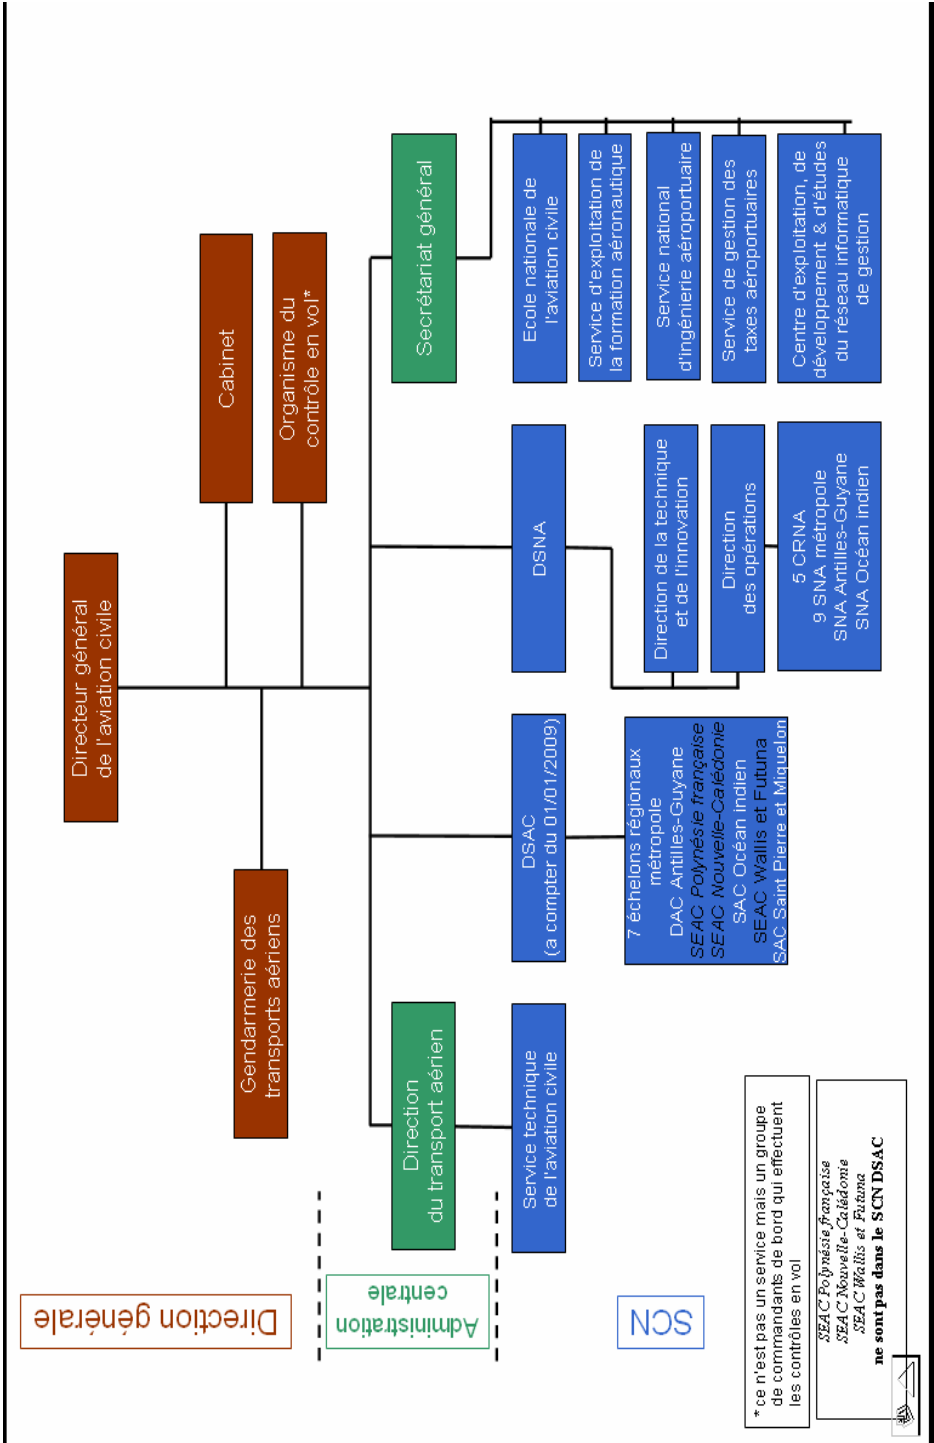 Directeur général
de l'aviation civile
Cabinet
Organisme du
contrôle en vol*
Gendarmerie des
transports aériens
Direction générale
Administration
centrale
SCN
Direction
du transport aérien
Secrétariat général
Service technique
de l'aviation civile
DSAC
(a compter du 01/01/2009)
7 échelons régionaux
métropole
DAC Antilles-Guyane
SEAC Polynésie française
SEAC Nouvelle-Calédonie
SAC Océan indien
SEAC Wallis et Futuna
SAC Saint Pierre et Miquelon
DSNA
Direction de la technique
et de l'innovation
Direction
des opérations
5 CRNA
9 SNA métropole
SNA Antilles-Guyane
SNA Océan indien
Ecole nationale de
l'aviation civile
Service d'exploitation de
la formation aéronautique
Service national
d'ingénierie aéroportuaire
Service de gestion des
taxes aéroportuaires
Centre d'exploitation, de
développement & d'études
du réseau informatique
de gestion
*ce n'est pas un service mais un groupe
de commandants de bord qui effectuent
les contrôles en vol
SEAC Polynésie française
SEAC Nouvelle-Calédonie
SEAC Wallis et Futuna
ne sont pas dans le SCN DSAC